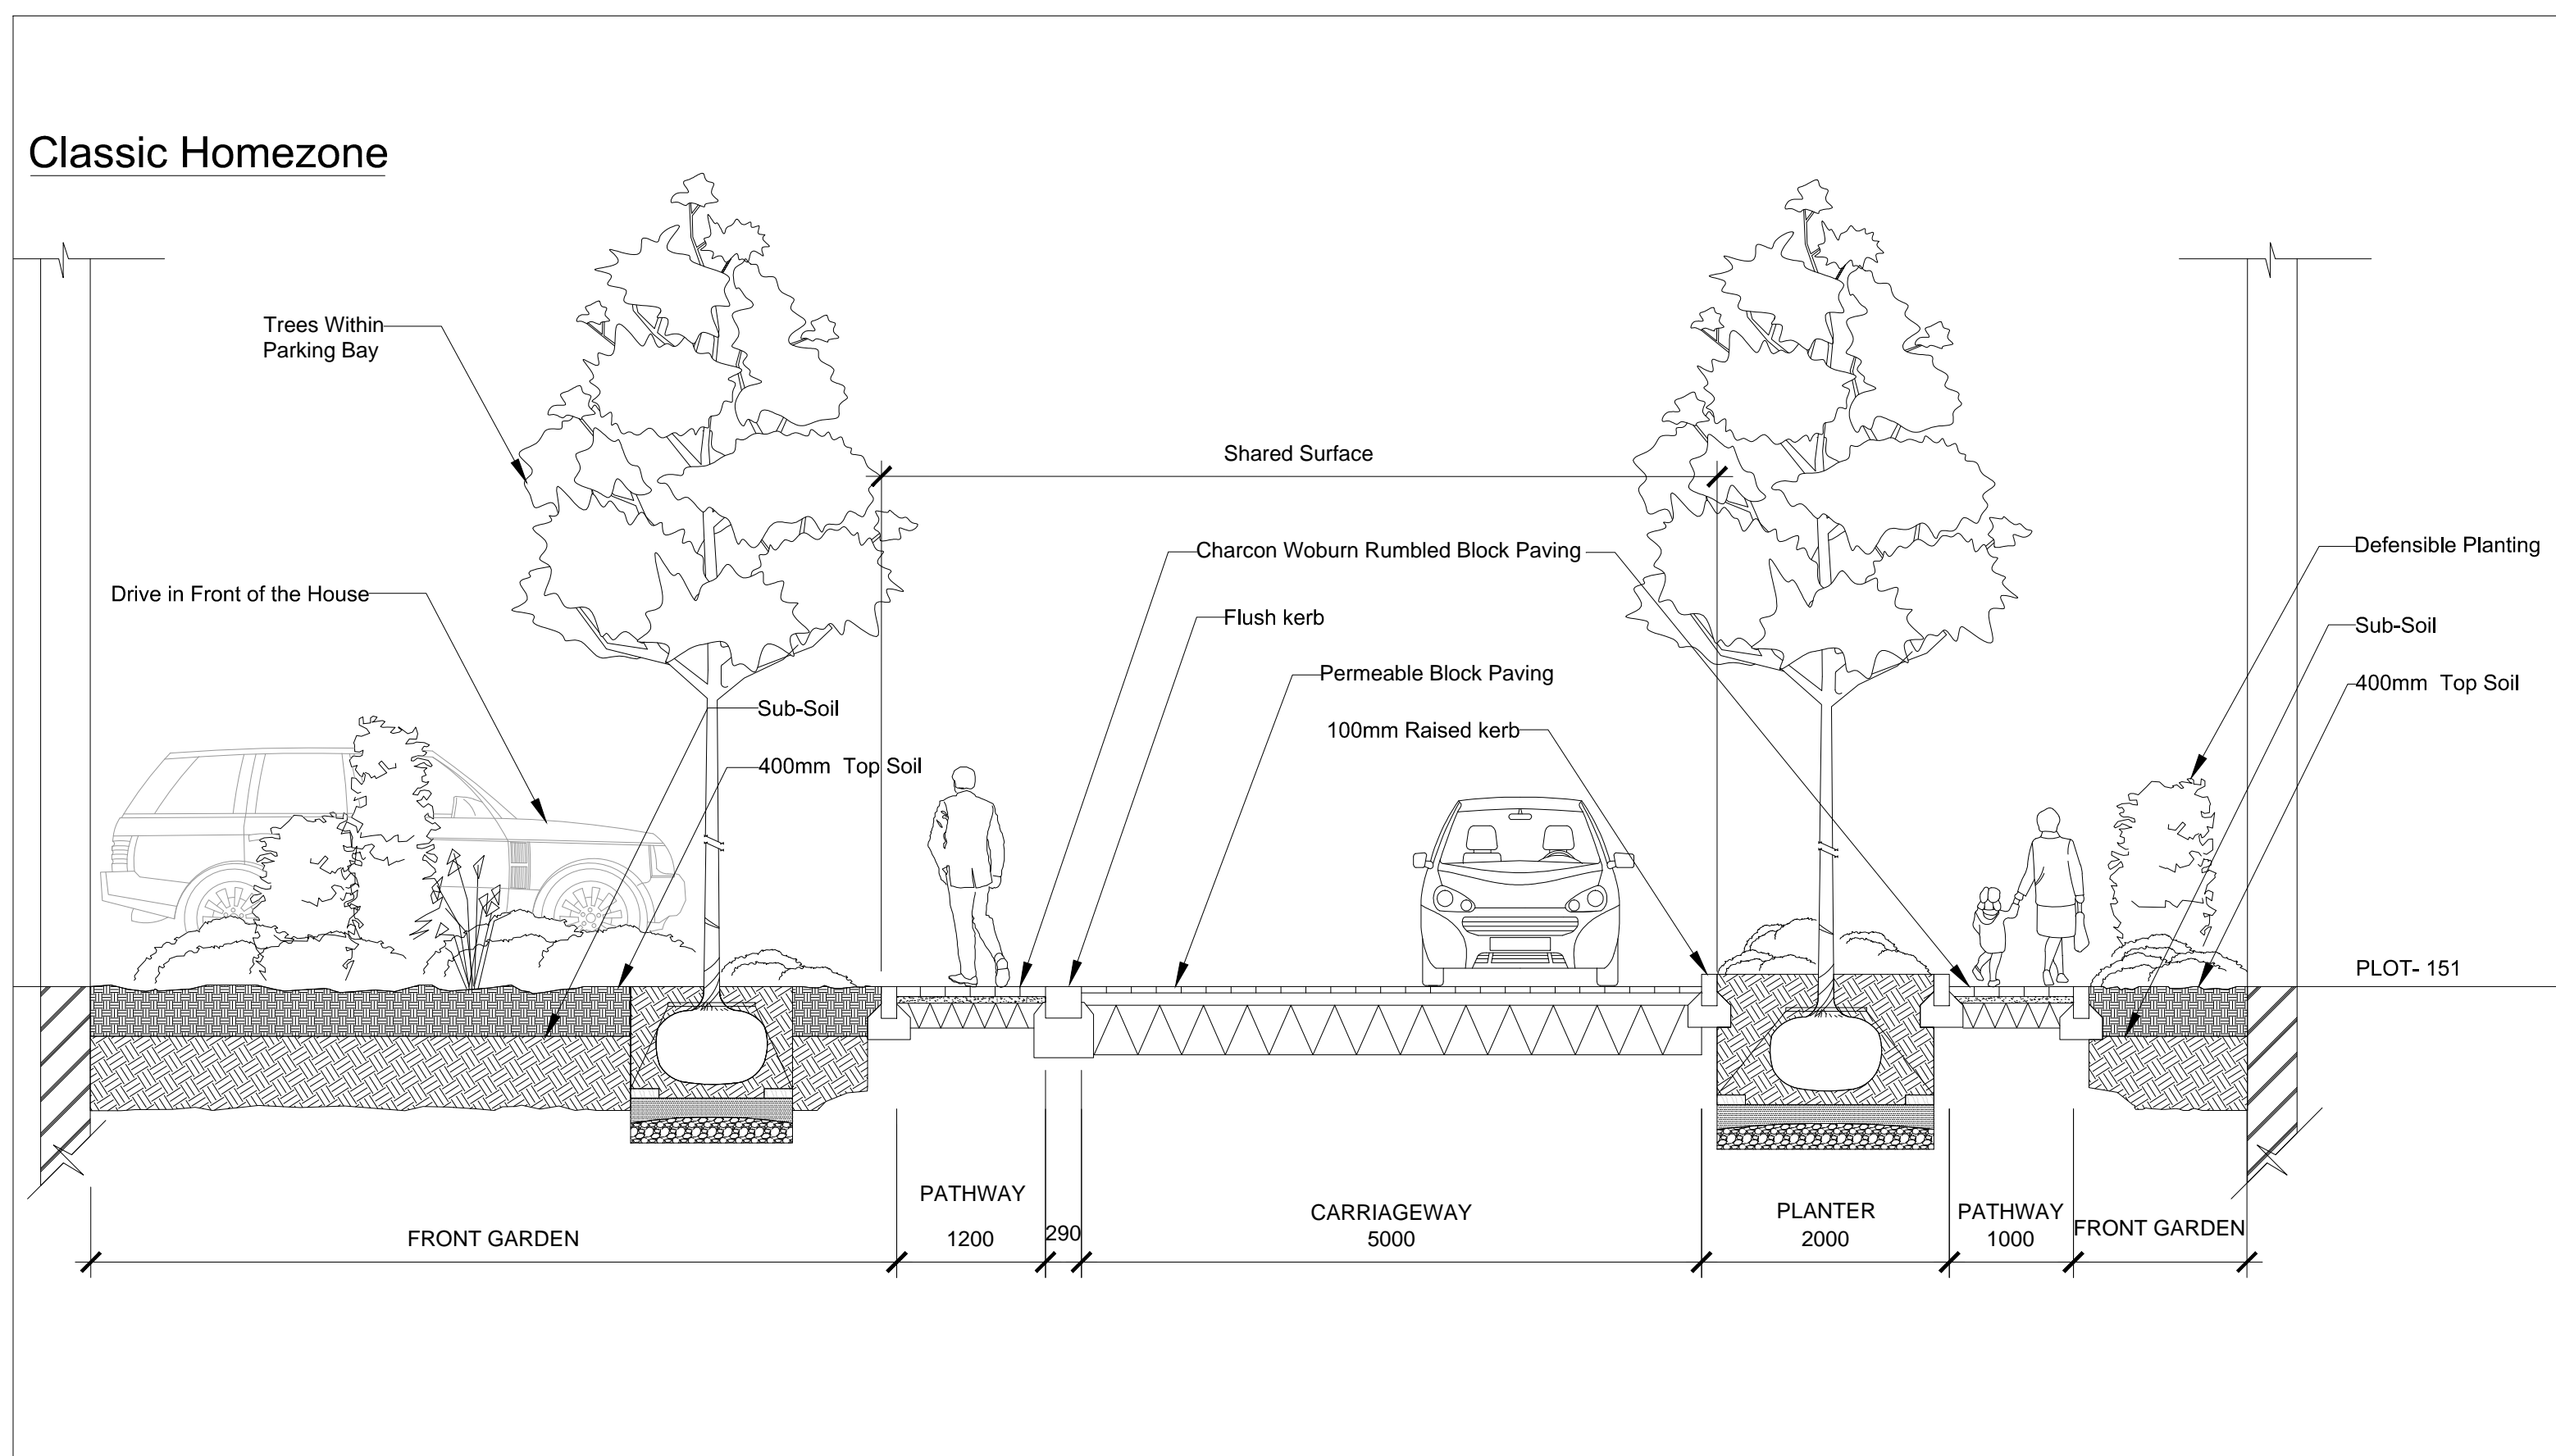 Classic Homezone
Trees Within
Parking Bay
Shared Surface
Charcon Woburn Rumbled Block Paving
Defensible Planting
Drive in Front of the House
Flush kerb
Sub-Soil
Permeable Block Paving
400mm  Top Soil
Sub-Soil
100mm Raised kerb
400mm  Top Soil
PLOT- 151
PATHWAY
1200
290
CARRIAGEWAY
5000
PLANTER
2000
PATHWAY
1000
FRONT GARDEN
FRONT GARDEN